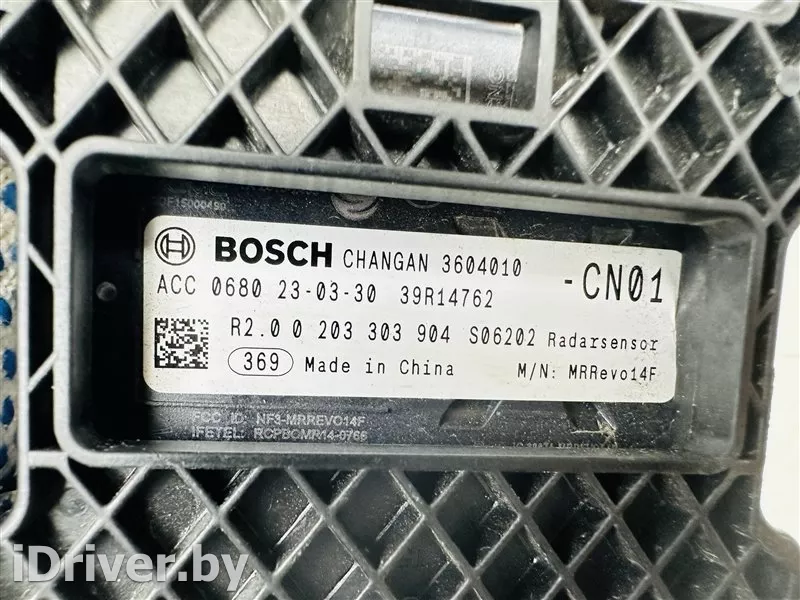 BOSCH CHANGAN 3604010
-CN01
ACC 0680 23-03-30 39R14762
R2.0 0 203 303 904 S06202 Radarsensor
369 Made in China M/N: MRRevo14F
FCC ID: NF3-MRREVO14F
IFETEL: RCPBOMR14-0766
iDriver.by